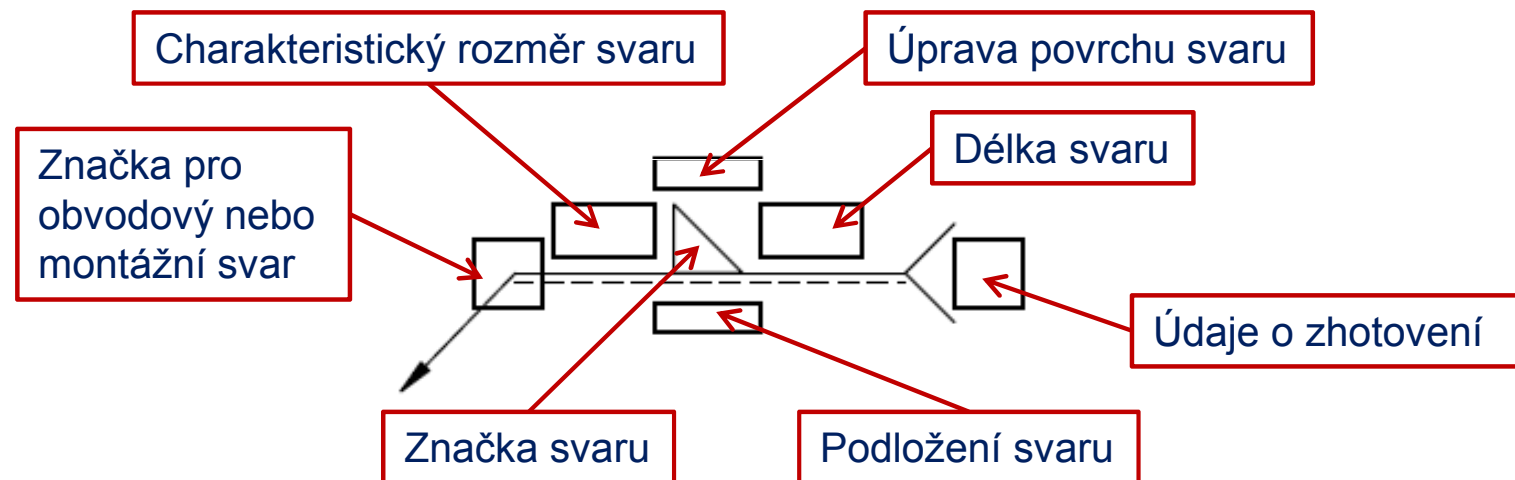 Charakteristický rozměr svaru
Úprava povrchu svaru
Značka pro
obvodový nebo
montážní svar
Délka svaru
Údaje o zhotovení
Značka svaru
Podložení svaru